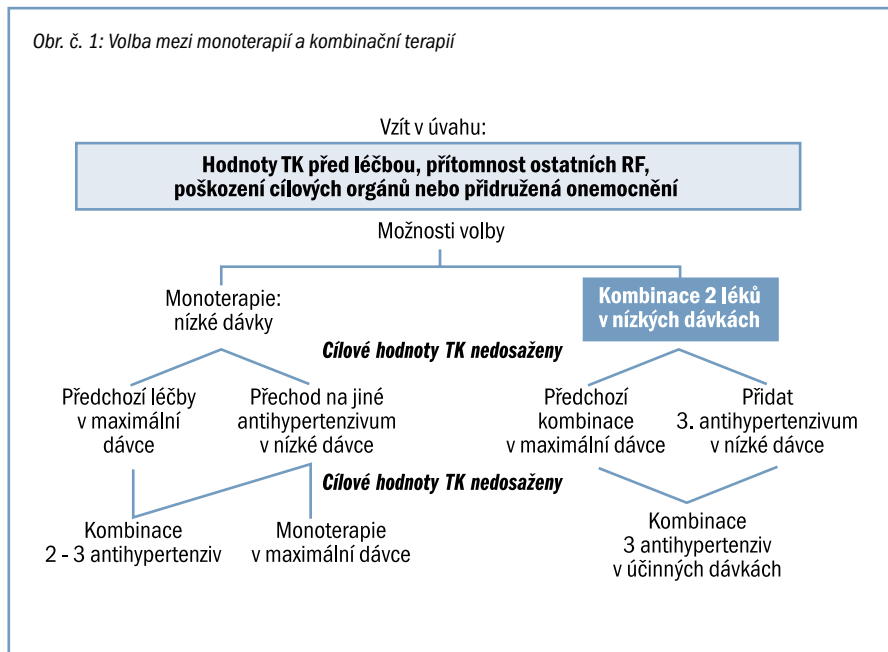 Obr. č. 1: Volba mezi monoterapií a kombinační terapií
Vzít v úvahu:
Hodnoty TK před léčbou, přítomnost ostatních RF,
poškození cílových orgánů nebo přidružená onemocnění
Možnosti volby
Monoterapie:
nízké dávky
Kombinace 2 léků
v nízkých dávkách
Cílové hodnoty TK nedosaženy
Předchozí léčby
v maximální
dávce
Přechod na jiné
antihypertenzivum
v nízké dávce
Předchozí
kombinace
v maximální dávce
Přidat
3. antihypertenzivum
v nízké dávce
Cílové hodnoty TK nedosaženy
Kombinace
2 - 3 antihypertenziv
Monoterapie
v maximální dávce
Kombinace
3 antihypertenziv
v účinných dávkách